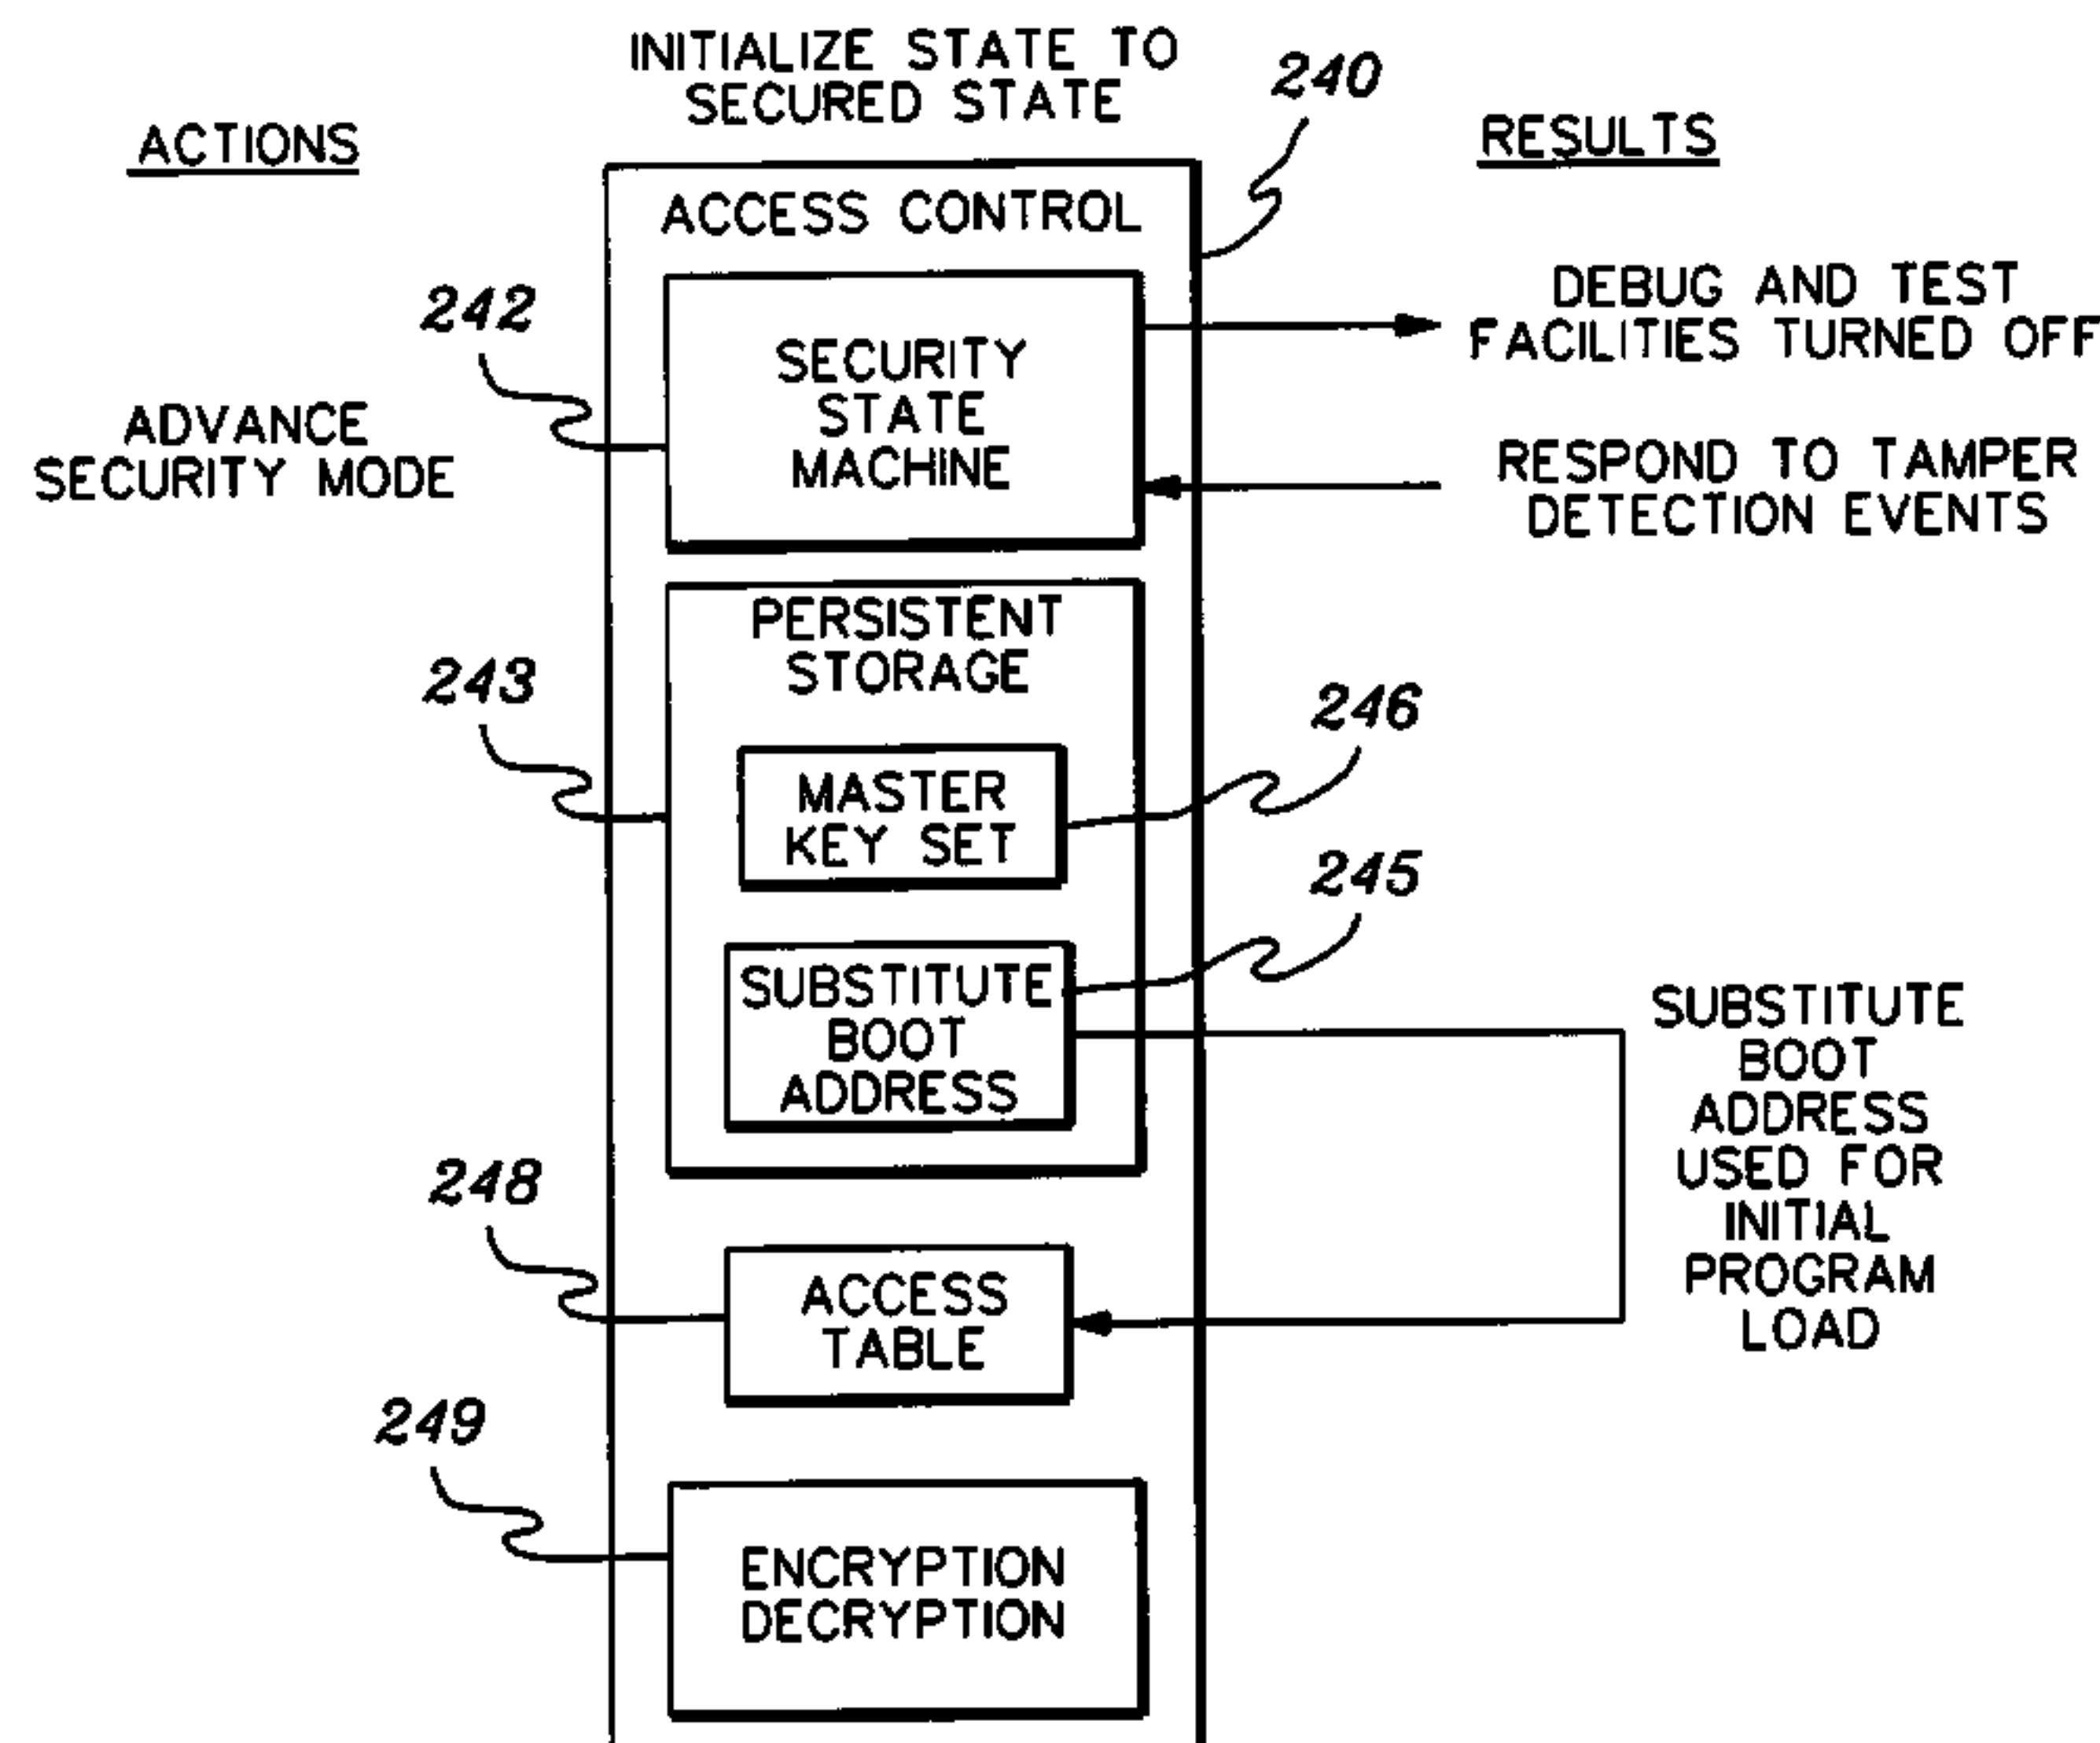 INITIALIZE STATE TO
SECURED STATE
240
ACTIONS
RESULTS
ACCESS CONTROL
242
SECURITY
STATE
MACHINE
DEBUG AND TEST
FACILITIES TURNED OFF
ADVANCE
SECURITY MODE
RESPOND TO TAMPER
DETECTION EVENTS
243
PERSISTENT
STORAGE
246
MASTER
KEY SET
245
SUBSTITUTE
BOOT
ADDRESS
SUBSTITUTE
BOOT
ADDRESS
USED FOR
INITIAL
PROGRAM
LOAD
248
ACCESS
TABLE
249
ENCRYPTION
DECRYPTION